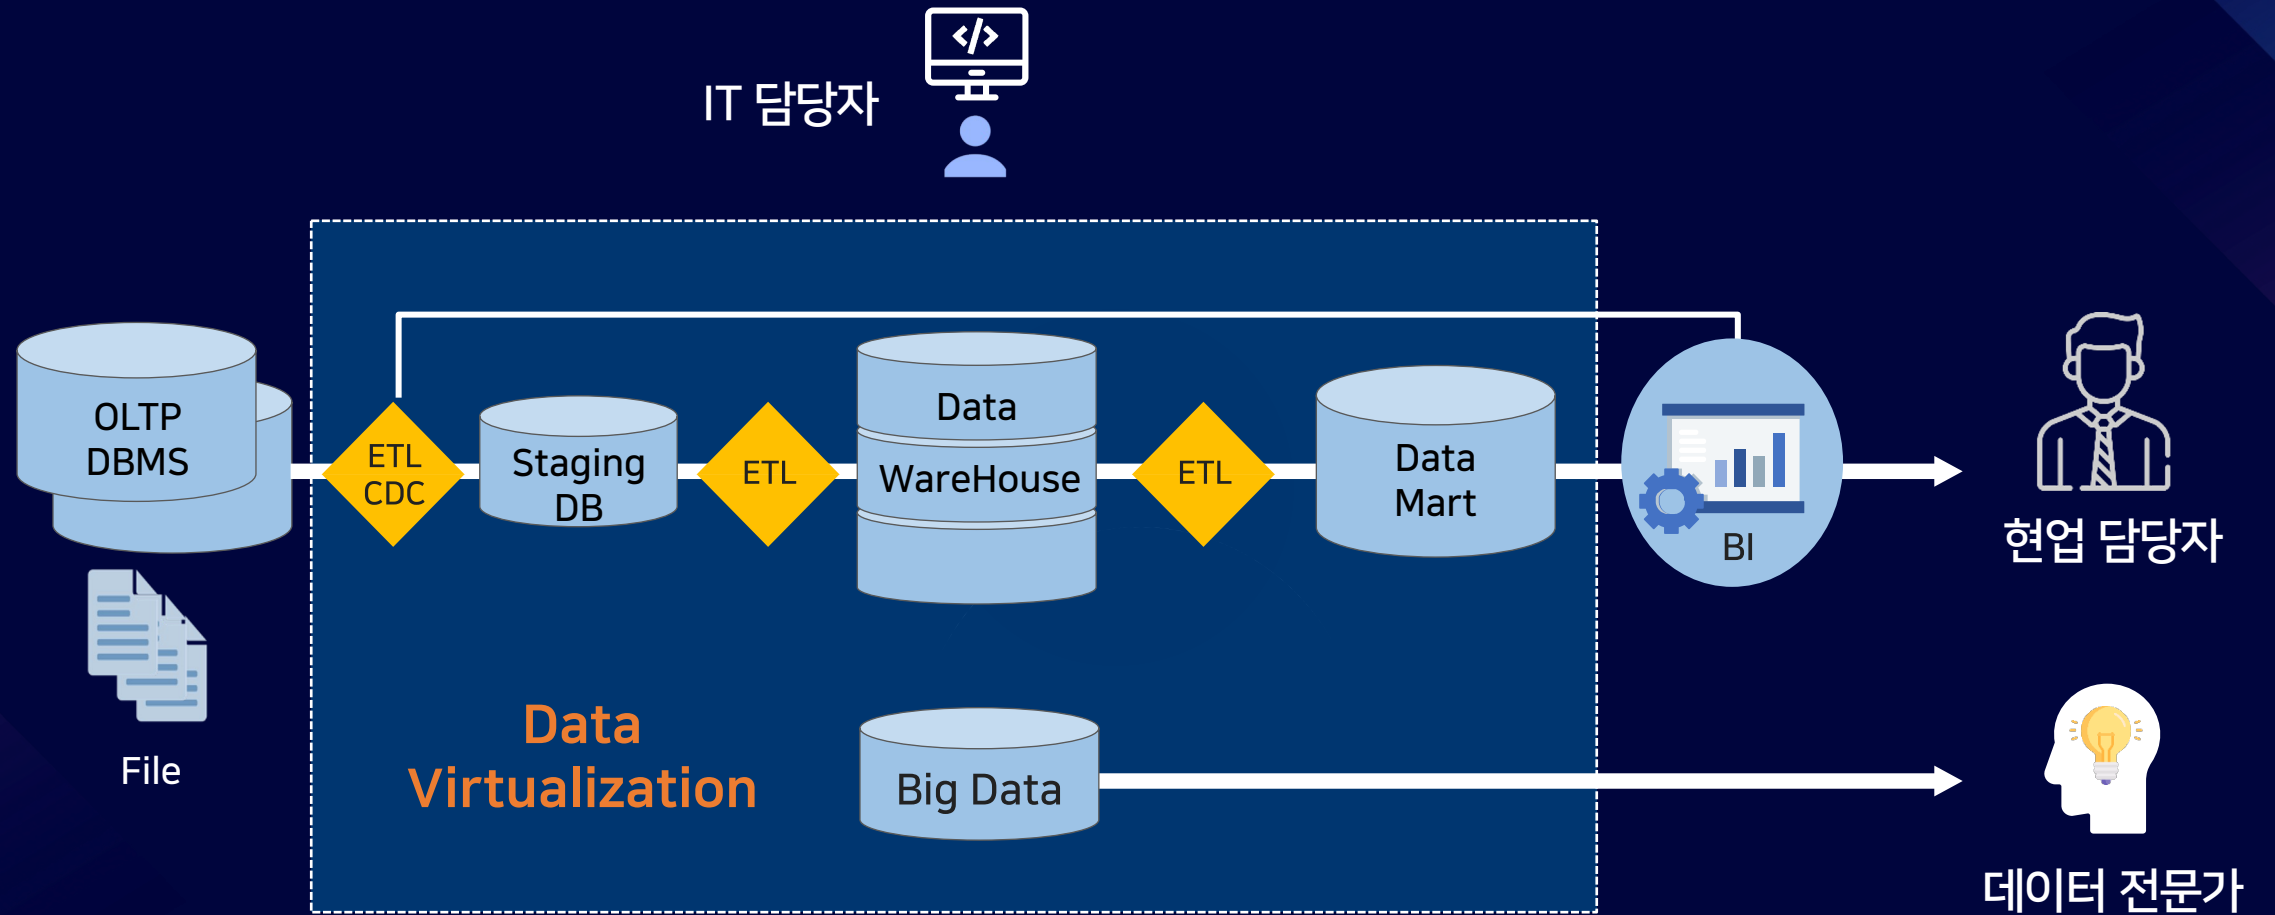 </>
IT 담당자
OLTP
DBMS
File
ETL
CDC
Staging
DB
ETL
Data
WareHouse
ETL
Data
Mart
BI
현업 담당자
Data
Virtualization
Big Data
데이터 전문가